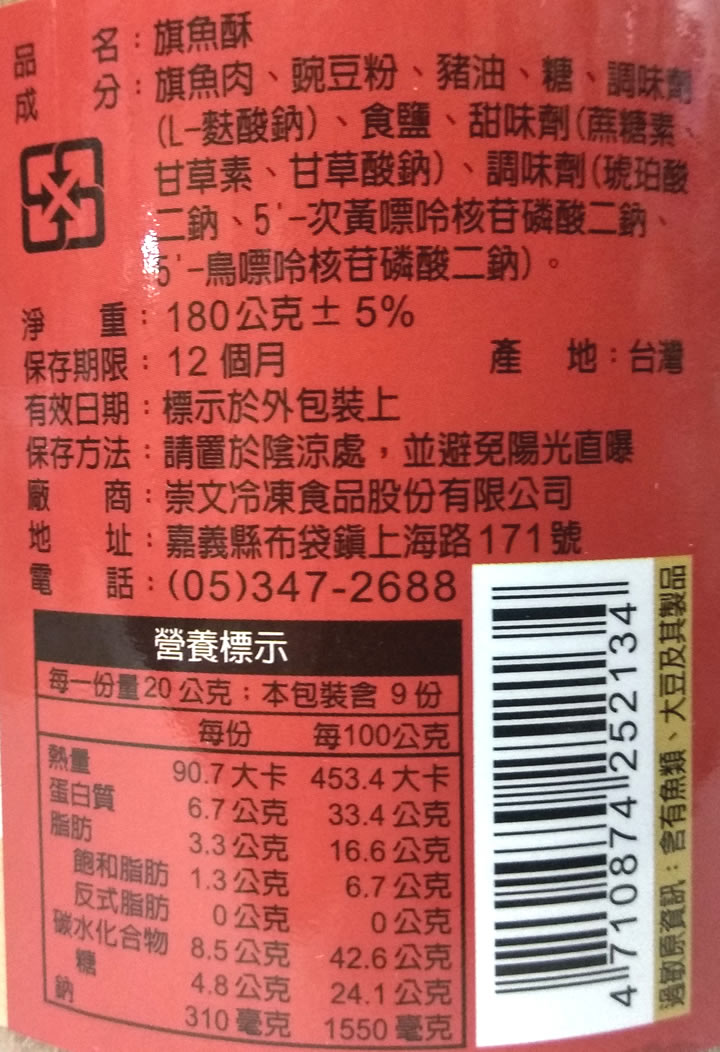 品名：旗魚酥
成分：旗魚肉、豌豆粉、豬油、糖、調味劑
(L-麩酸鈉)、食鹽、甜味劑(蔗糖素、
甘草素、甘草酸鈉)、調味劑(琥珀酸
二鈉、5'-次黃嘌呤核苷磷酸二鈉、
5'-鳥嘌呤核苷磷酸二鈉)。
淨重：180公克±5%
保存期限：12個月 產地：台灣
有效日期：標示於外包裝上
保存方法：請置於陰涼處，並避免陽光直曝
廠商：崇文冷凍食品股份有限公司
地址：嘉義縣布袋鎮上海路171號
電話：(05)347-2688
營養標示
每一份量20公克；本包裝含 9份
每份 每100公克
熱量 90.7大卡 453.4大卡
蛋白質 6.7公克 33.4公克
脂肪 3.3公克 16.6公克
飽和脂肪 1.3公克 6.7公克
反式脂肪 0公克 0公克
碳水化合物 8.5公克 42.6公克
糖 4.8公克 24.1公克
鈉 310毫克 1550毫克
4710874252134
過敏原資訊：含有魚類、大豆及其製品